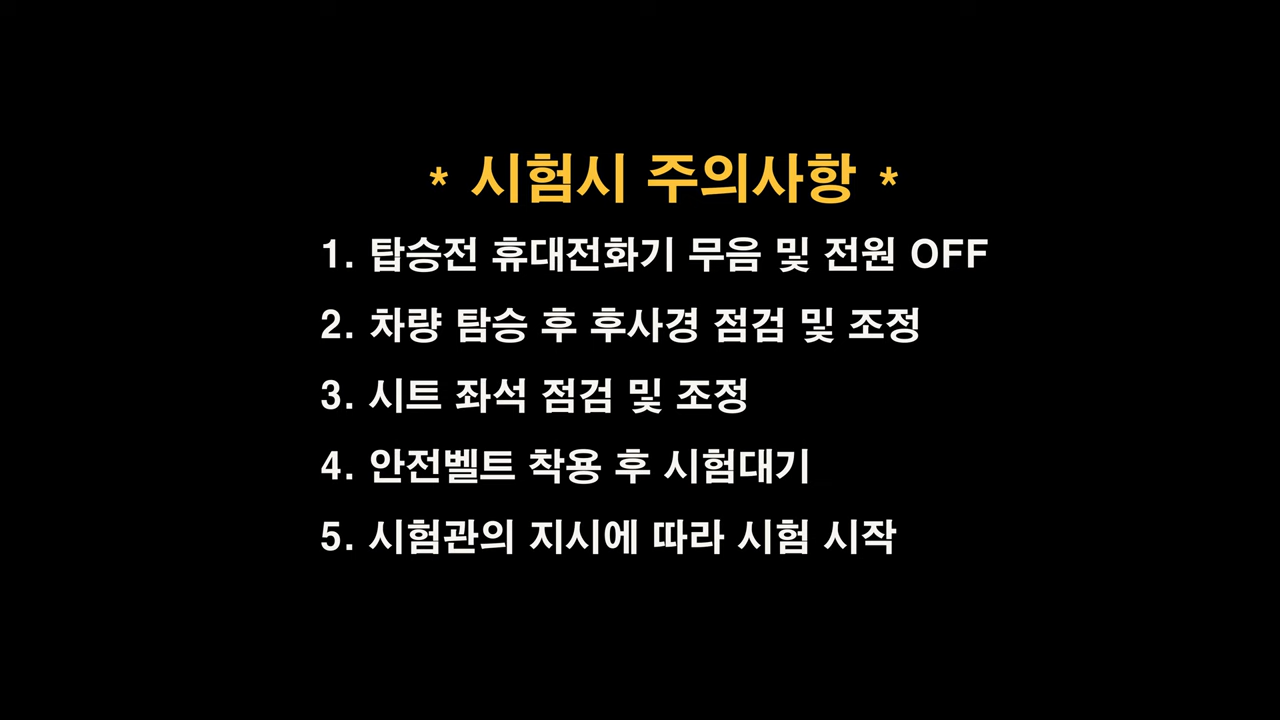 * 시험시 주의사항 *
1. 탑승전 휴대전화기 무음 및 전원 OFF
2. 차량 탐승 후 후사경 점검 및 조정
3. 시트 좌석 점검 및 조정
4. 안전벨트 착용 후 시험대기
5. 시험관의 지시에 따라 시험 시작